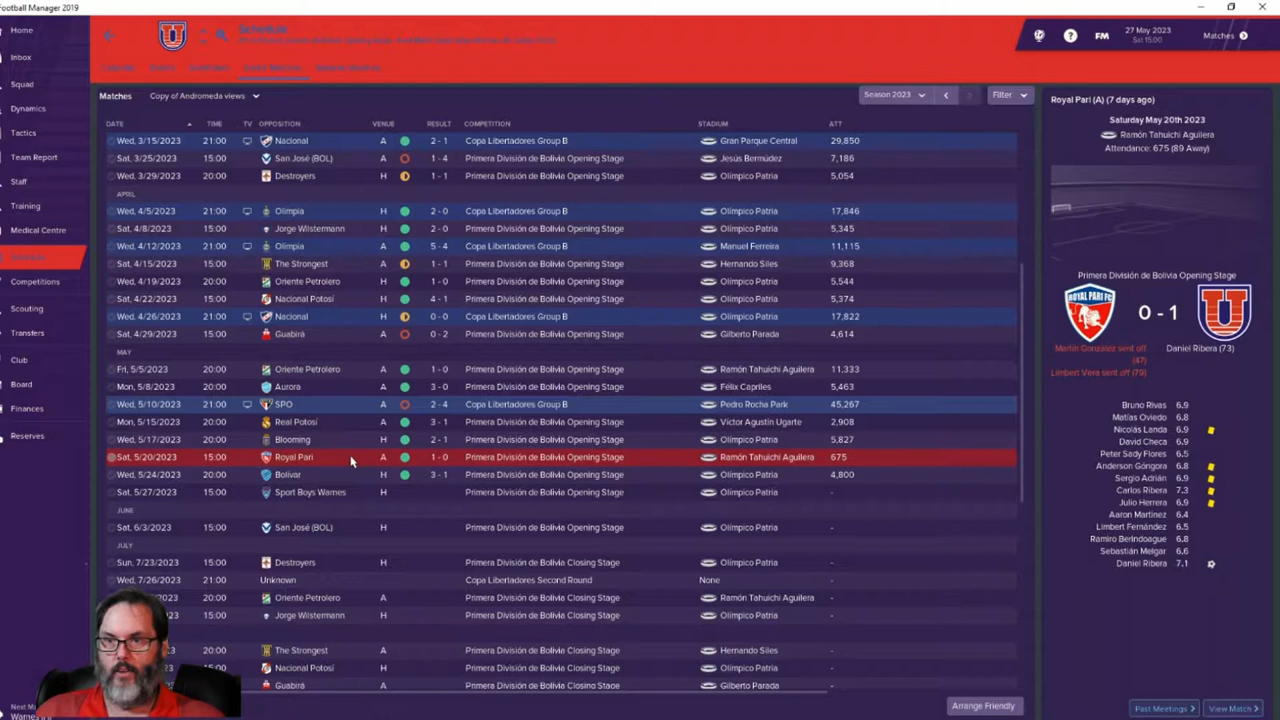 Football Manager 2019
Home
Inbox
Squad
Dynamics
Tactics
Team Report
Staff
Training
Medical Centre
Schedule
Competitions
Scouting
Transfers
Club
Board
Finances
Reserves
Schedule
27 May 2023
Sat 15:00
FM
Matches
Matches Copy of Andromeda views
Season 2023
Filter
DATE TIME TV OPPOSITION VENUE RESULT COMPETITION STADIUM ATT
Wed, 3/15/2023 21:00 Nacional A 2 - 1 Copa Libertadores Group B Gran Parque Central 29,850
Sat, 3/25/2023 15:00 San José (BOL) A 1 - 4 Primera División de Bolivia Opening Stage Jesús Bermúdez 7,186
Wed, 3/29/2023 20:00 Destroyers H 1 - 1 Primera División de Bolivia Opening Stage Olímpico Patria 5,054
APRIL
Wed, 4/5/2023 21:00 Olimpia H 2 - 0 Copa Libertadores Group B Olímpico Patria 17,846
Sat, 4/8/2023 15:00 Jorge Wilstermann H 2 - 0 Primera División de Bolivia Opening Stage Olímpico Patria 5,345
Wed, 4/12/2023 21:00 Olimpia A 5 - 4 Copa Libertadores Group B Manuel Ferreira 11,115
Sat, 4/15/2023 15:00 The Strongest A 1 - 1 Primera División de Bolivia Opening Stage Hernando Siles 9,368
Wed, 4/19/2023 20:00 Oriente Petrolero H 1 - 0 Primera División de Bolivia Opening Stage Olímpico Patria 5,544
Sat, 4/22/2023 15:00 Nacional Potosí H 4 - 1 Primera División de Bolivia Opening Stage Olímpico Patria 5,374
Wed, 4/26/2023 21:00 Nacional H 0 - 0 Copa Libertadores Group B Olímpico Patria 17,822
Sat, 4/29/2023 15:00 Guabirá A 0 - 2 Primera División de Bolivia Opening Stage Gilberto Parada 4,614
MAY
Fri, 5/5/2023 20:00 Oriente Petrolero A 1 - 0 Primera División de Bolivia Opening Stage Ramón Tahuichi Aguilera 11,333
Mon, 5/8/2023 20:00 Aurora A 3 - 0 Primera División de Bolivia Opening Stage Félix Capriles 5,463
Wed, 5/10/2023 21:00 SPO A 2 - 4 Copa Libertadores Group B Pedro Rocha Park 45,267
Mon, 5/15/2023 20:00 Real Potosí A 3 - 1 Primera División de Bolivia Opening Stage Víctor Agustín Ugarte 2,908
Wed, 5/17/2023 20:00 Blooming H 2 - 1 Primera División de Bolivia Opening Stage Olímpico Patria 5,827
Sat, 5/20/2023 15:00 Royal Pari A 1 - 0 Primera División de Bolivia Opening Stage Ramón Tahuichi Aguilera 675
Wed, 5/24/2023 20:00 Bolívar H 3 - 1 Primera División de Bolivia Opening Stage Olímpico Patria 4,800
Sat, 5/27/2023 15:00 Sport Boys Warnes H Primera División de Bolivia Opening Stage Olímpico Patria -
JUNE
Sat, 6/3/2023 15:00 San José (BOL) H Primera División de Bolivia Opening Stage Olímpico Patria -
JULY
Sun, 7/23/2023 15:00 Destroyers H Primera División de Bolivia Closing Stage Olímpico Patria -
Wed, 7/26/2023 21:00 Unknown Copa Libertadores Second Round None -
/2023 20:00 Oriente Petrolero A Primera División de Bolivia Closing Stage Ramón Tahuichi Aguilera -
2023 15:00 Jorge Wilstermann H Primera División de Bolivia Closing Stage Olímpico Patria -
2023 20:00 The Strongest A Primera División de Bolivia Closing Stage Hernando Siles -
2023 15:00 Nacional Potosí A Primera División de Bolivia Closing Stage Olímpico Patria -
2023 15:00 Guabirá A Primera División de Bolivia Closing Stage Gilberto Parada -
Arrange Friendly
Royal Pari (A) (7 days ago)
Saturday May 20th 2023
Ramón Tahuichi Aguilera
Attendance: 675 (89 Away)
Primera División de Bolivia Opening Stage
ROYAL PARI FC
0 - 1
U
Martín González sent off (47)
Limbert Vera sent off (79)
Daniel Ribera (73)
Bruno Rivas 6.9
Matías Oviedo 6.8
Nicolás Landa 6.9
David Checa 6.9
Peter Sady Flores 6.5
Anderson Góngora 6.8
Sergio Adrián 6.9
Carlos Ribera 7.3
Julio Herrera 6.9
Aaron Martínez 6.4
Limbert Fernández 6.5
Ramiro Berindoague 6.8
Sebastián Melgar 6.6
Daniel Ribera 7.1
Past Meetings
View Match